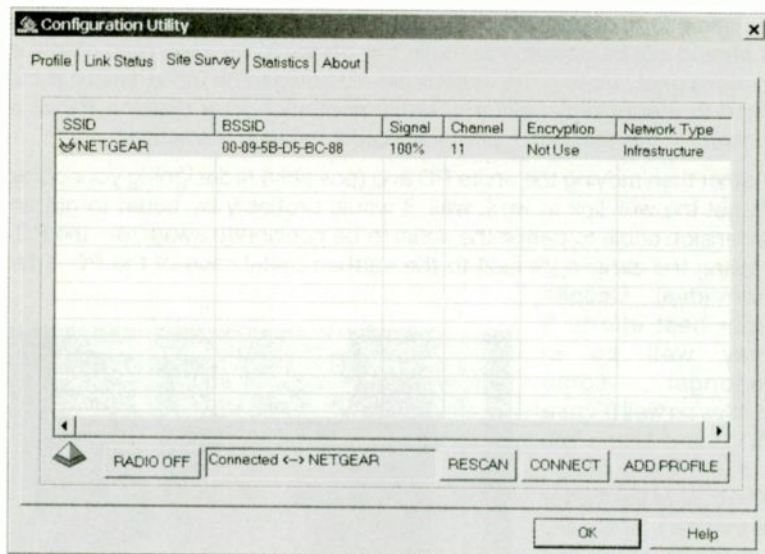 Configuration Utility
Profile | Link Status Site Survey | Statistics | About |
SSID BSSID Signal Channel Encryption Network Type
NETGEAR 00-09-5B-D5-BC-88 100% 11 Not Use Infrastructure
RADIO OFF Connected <-> NETGEAR RESCAN CONNECT ADD PROFILE
OK Help